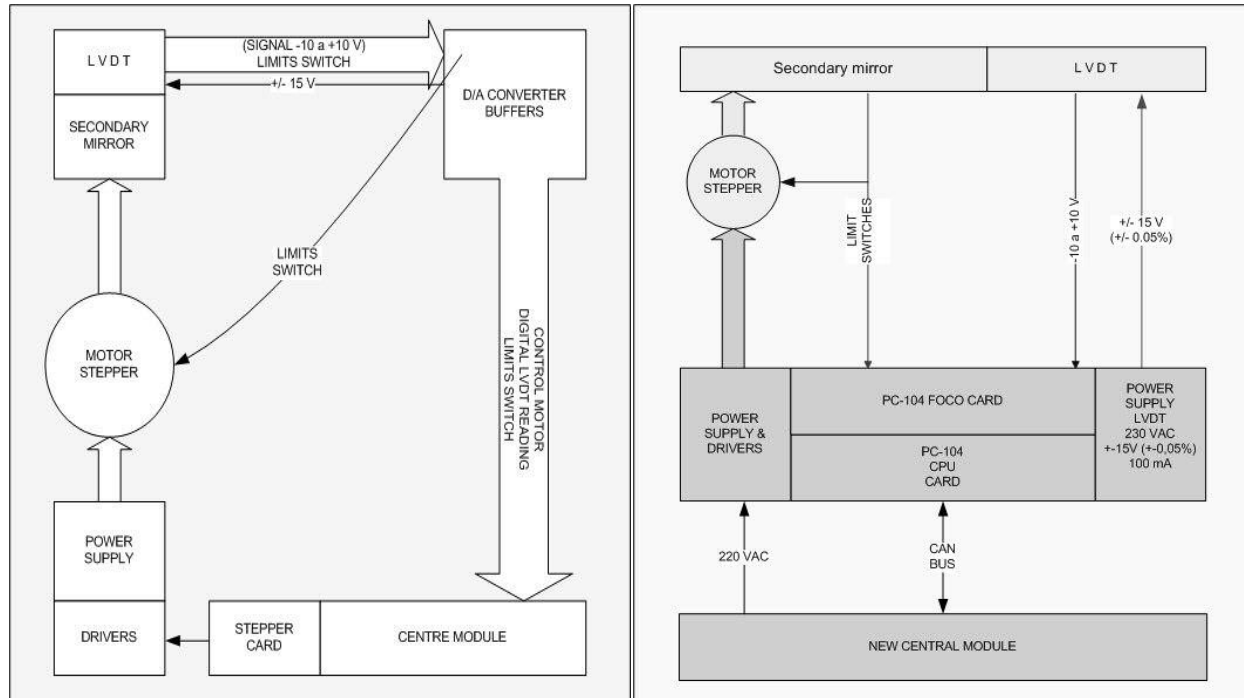 L V D T
(SIGNAL -10 a +10 V)
LIMITS SWITCH
+/- 15 V
D/A CONVERTER
BUFFERS
SECONDARY
MIRROR
LIMITS
SWITCH
MOTOR
STEPPER
CONTROL MOTOR
DIGITAL LVDT READING
LIMITS SWITCH
POWER
SUPPLY
DRIVERS
STEPPER
CARD
CENTRE MODULE
Secondary mirror
L V D T
MOTOR
STEPPER
LIMIT
SWITCHES
-10 a +10 V
+/- 15 V
(+/- 0.05%)
POWER
SUPPLY &
DRIVERS
PC-104 FOCO CARD
PC-104
CPU
CARD
POWER
SUPPLY
LVDT
230 VAC
+-15V (+-0,05%)
100 mA
220 VAC
CAN
BUS
NEW CENTRAL MODULE